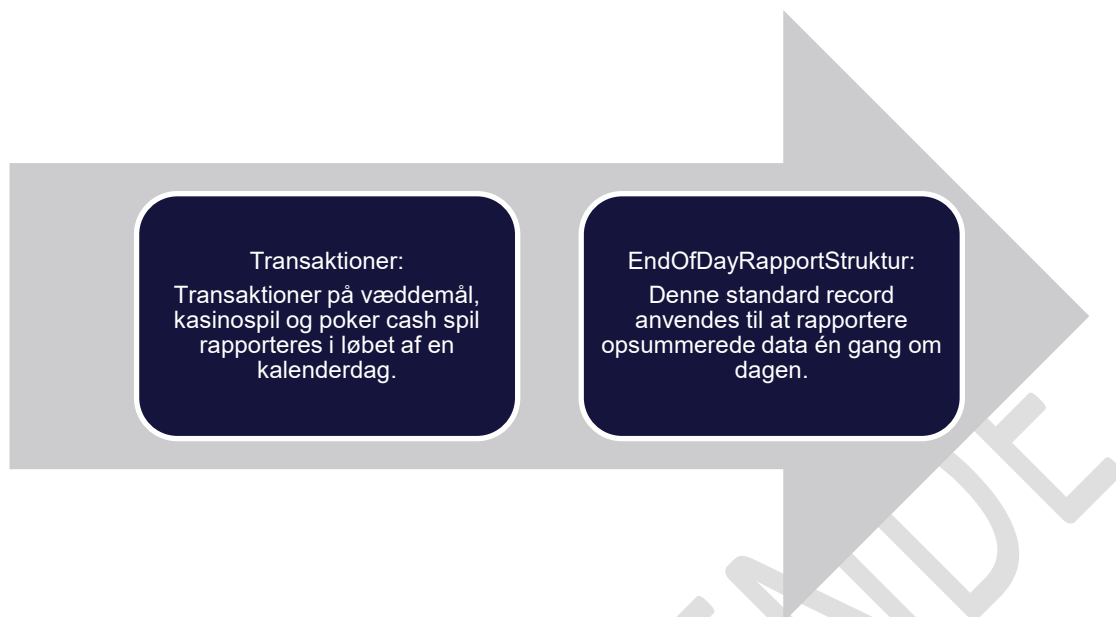 Transaktioner:
Transaktioner på væddemål,
kasinospil og poker cash spil
rapporteres i løbet af en
kalenderdag.
EndOfDayRapportStruktur:
Denne standard record
anvendes til at rapportere
opsummerede data én gang om
dagen.